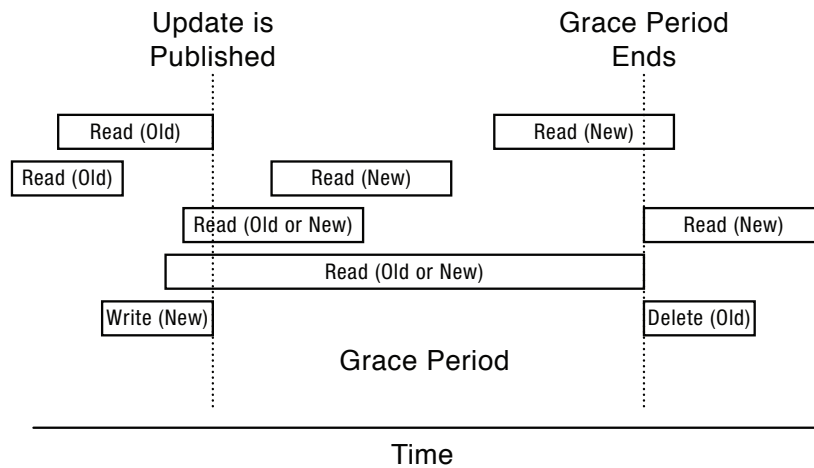 Update is
Published
Grace Period
Ends
Read (Old)
Read (New)
Read (Old)
Read (New)
Read (Old or New)
Read (New)
Read (Old or New)
Write (New)
Delete (Old)
Grace Period
Time